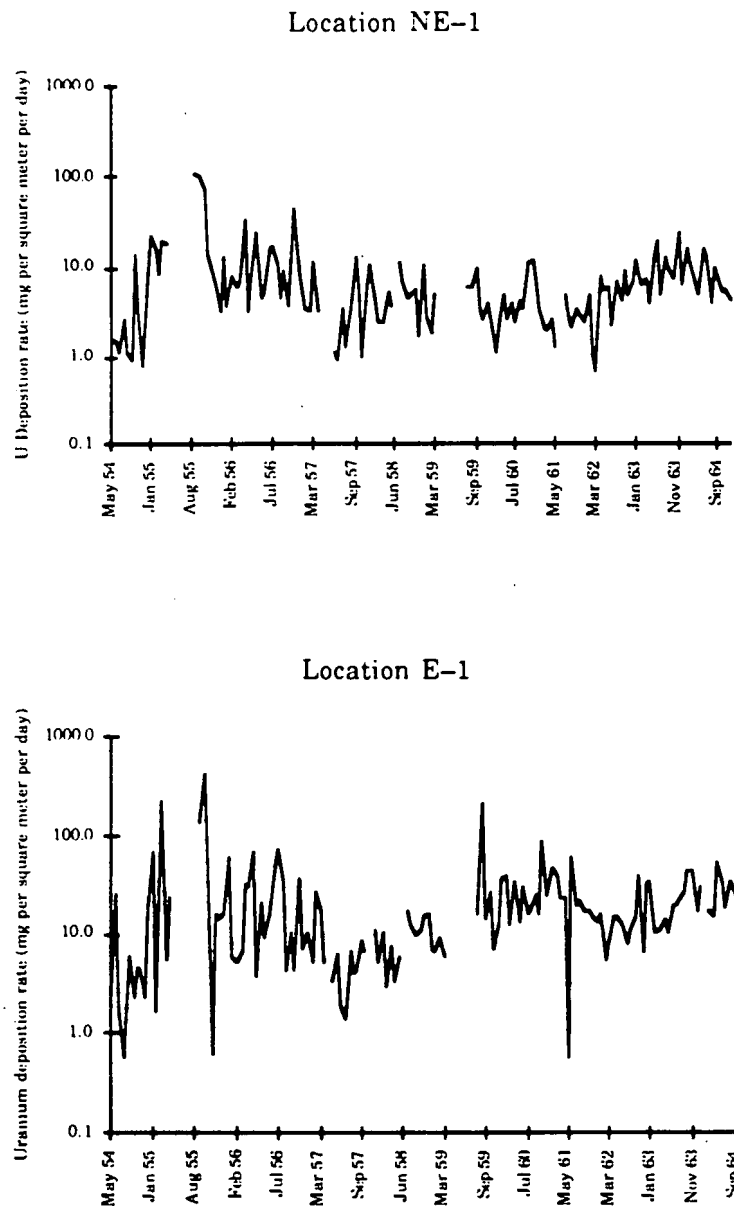 Location NE-1
U Deposition rate (mg per square meter per day)
1000.0
100.0
10.0
1.0
0.1
May 54
Jan 55
Aug 55
Feb 56
Jul 56
Mar 57
Sep 57
Jun 58
Mar 59
Sep 59
Jul 60
May 61
Mar 62
Jan 63
Nov 63
Sep 64
Location E-1
Uranium deposition rate (mg per square meter per day)
1000.0
100.0
10.0
1.0
0.1
May 54
Jan 55
Aug 55
Feb 56
Jul 56
Mar 57
Sep 57
Jun 58
Mar 59
Sep 59
Jul 60
May 61
Mar 62
Jan 63
Nov 63
Sep 64